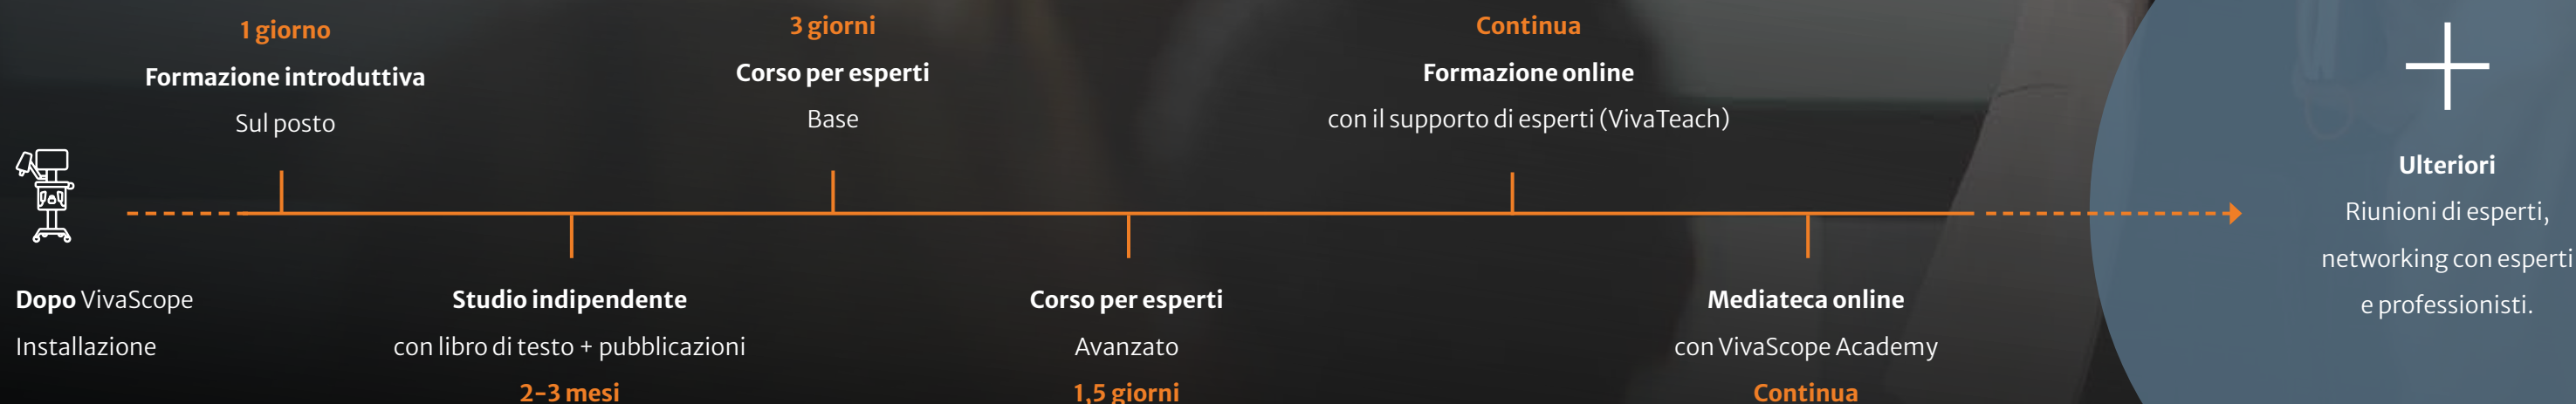 1 giorno
Formazione introduttiva
Sul posto
3 giorni
Corso per esperti
Base
Continua
Formazione online
con il supporto di esperti (VivaTeach)
Dopo VivaScope
Installazione
Studio indipendente
con libro di testo + pubblicazioni
2-3 mesi
Corso per esperti
Avanzato
1,5 giorni
Mediateca online
con VivaScope Academy
Continua
Ulteriori
Riunioni di esperti,
networking con esperti
e professionisti.